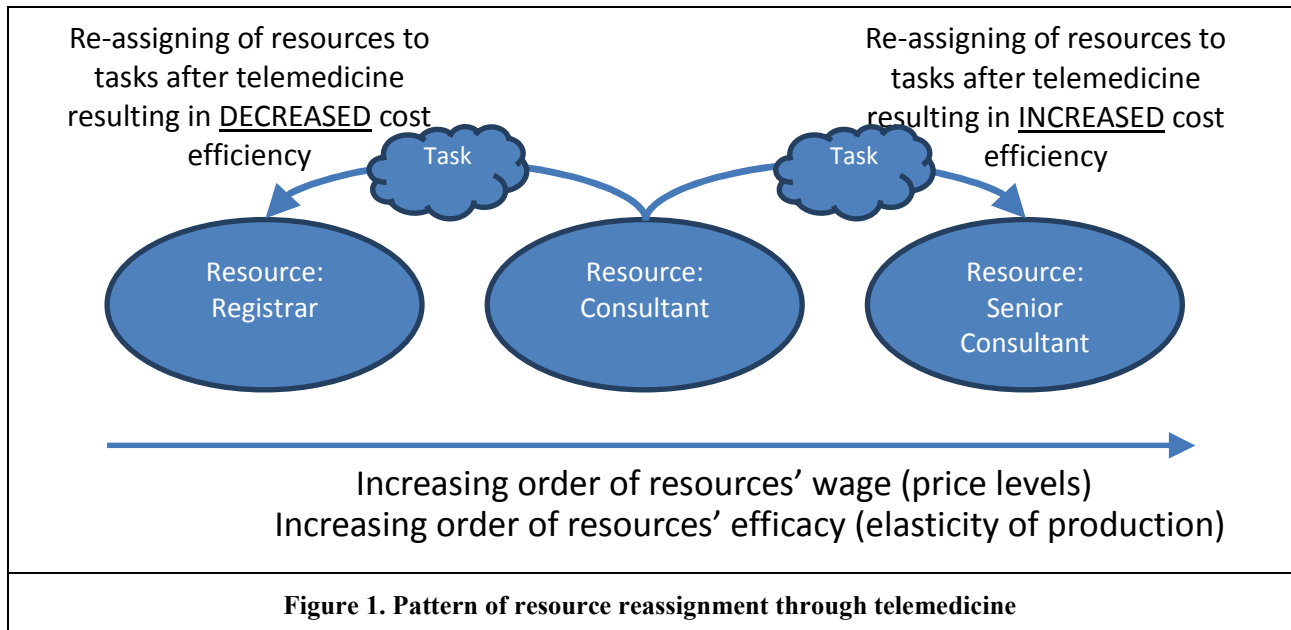 Re-assigning of resources to
tasks after telemedicine
resulting in DECREASED cost
efficiency
Re-assigning of resources to
tasks after telemedicine
resulting in INCREASED cost
efficiency
Task
Task
Resource:
Registrar
Resource:
Consultant
Resource:
Senior
Consultant
Increasing order of resources’ wage (price levels)
Increasing order of resources’ efficacy (elasticity of production)
Figure 1. Pattern of resource reassignment through telemedicine